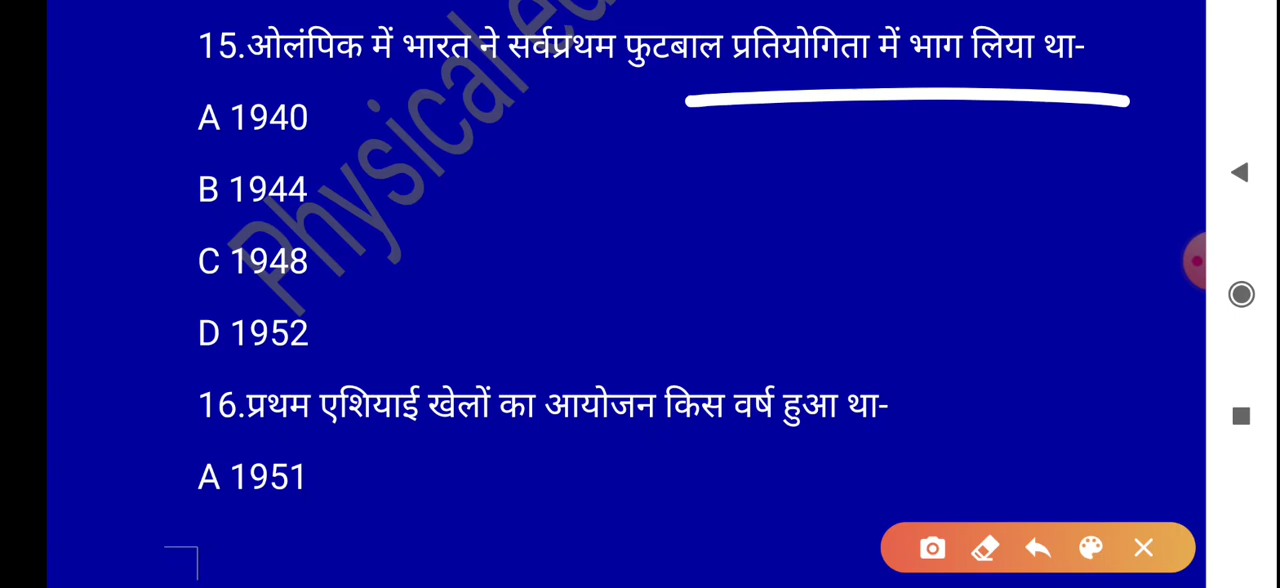 15.ओलंपिक में भारत ने सर्वप्रथम फुटबाल प्रतियोगिता में भाग लिया था-
A 1940
B 1944
C 1948
D 1952
16.प्रथम एशियाई खेलों का आयोजन किस वर्ष हुआ था-
A 1951
Physical